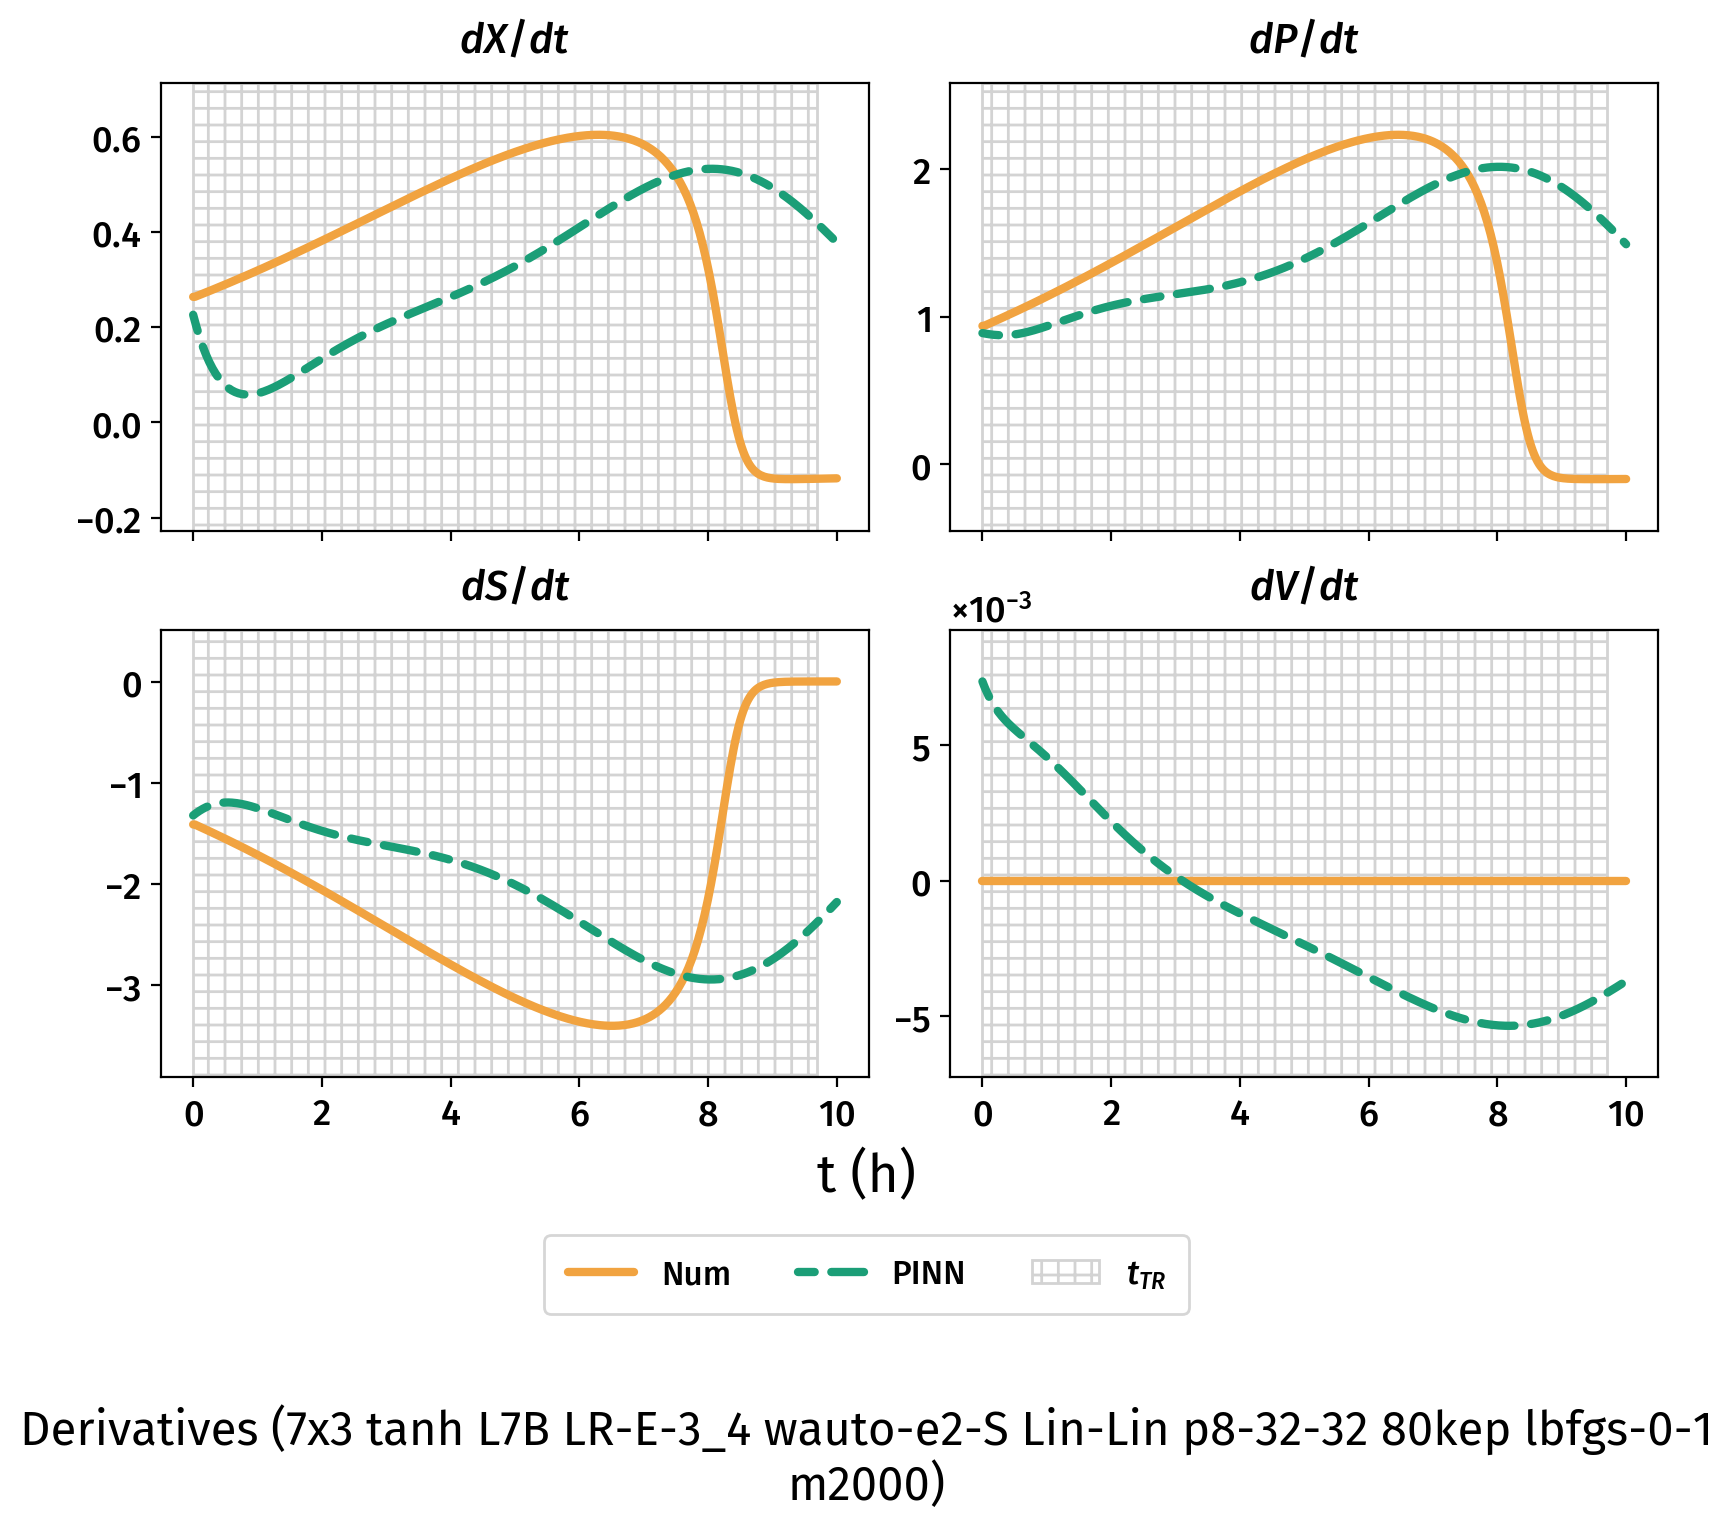 dX/dt
dP/dt
0.6
0.4
0.2
0.0
−0.2
2
1
0
dS/dt
dV/dt
×10⁻³
0
−1
−2
−3
5
0
−5
0 2 4 6 8 10
0 2 4 6 8 10
t (h)
Num PINN t_TR
Derivatives (7x3 tanh L7B LR-E-3_4 wauto-e2-S Lin-Lin p8-32-32 80kep lbfgs-0-1
m2000)